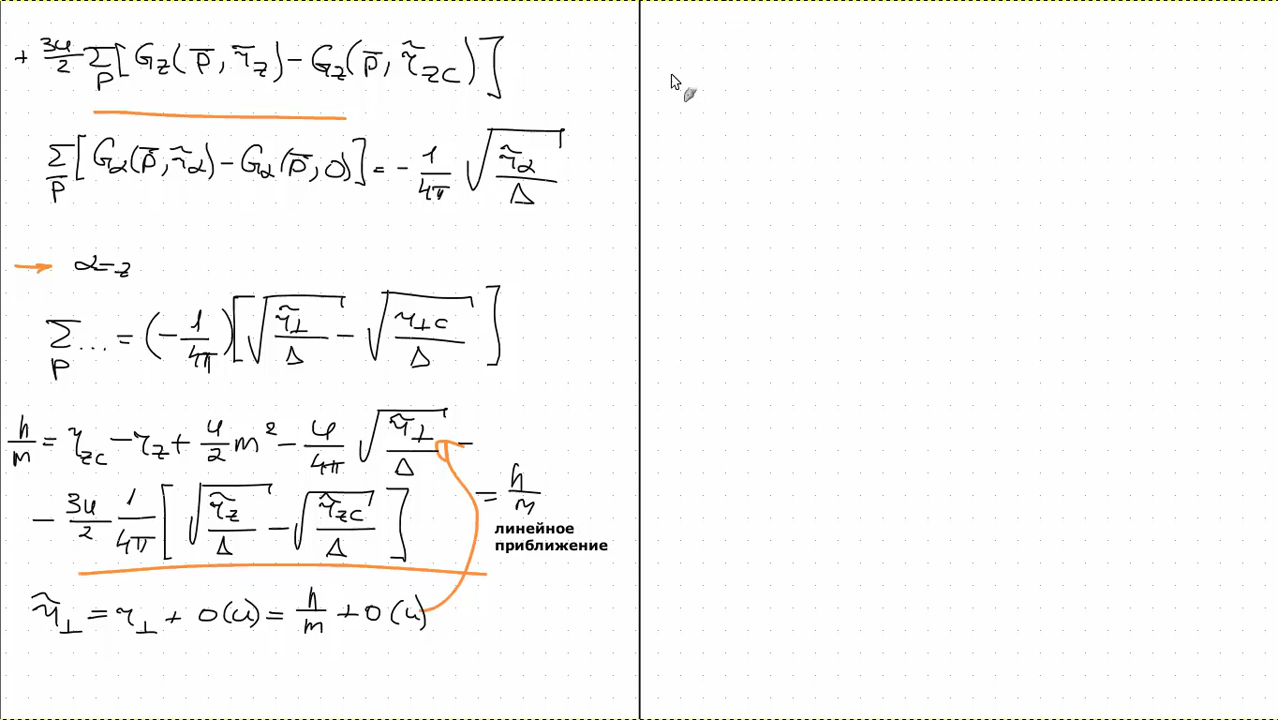 + 3u/2 Σ_p [G_z(p̄, τ̃_z) − G_z(p̄, τ̃_zc)]
Σ_p̄ [G_α(p̄, τ̃_α) − G_α(p̄, 0)] = − 1/4π √(τ̃_α/Δ)
→ α=z
Σ_p ... = (− 1/4π) [√(τ̃_⊥/Δ) − √(τ_⊥c/Δ)]
h/m = τ_zc − τ_z + u/2 m² − u/4π √(τ̃_⊥/Δ) −
− 3u/2 1/4π [√(τ̃_z/Δ) − √(τ̃_zc/Δ)]
= h/m
линейное
приближение
τ̃_⊥ = τ_⊥ + O(u) = h/m + O(u)